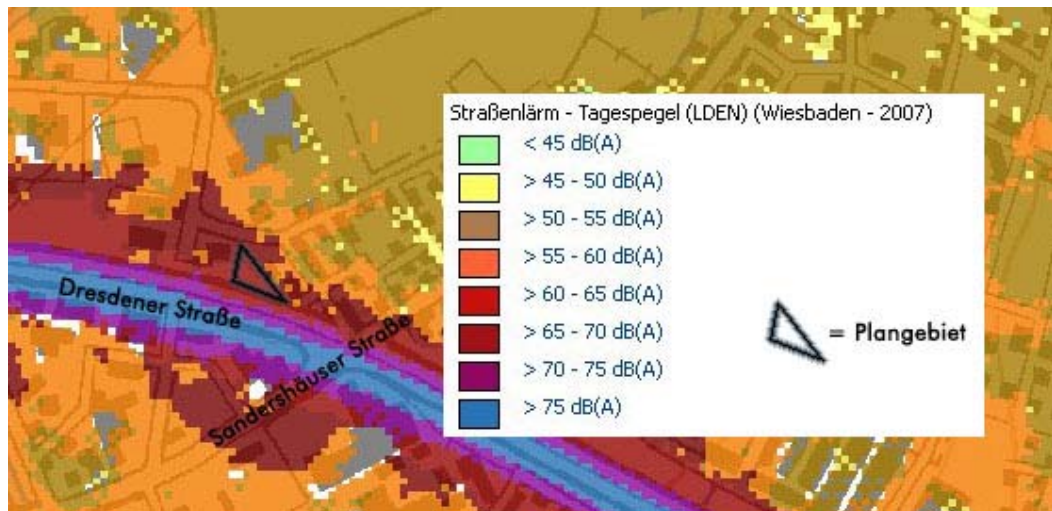 Straßenlärm - Tagespegel (LDEN) (Wiesbaden - 2007)
< 45 dB(A)
> 45 - 50 dB(A)
> 50 - 55 dB(A)
> 55 - 60 dB(A)
> 60 - 65 dB(A)
> 65 - 70 dB(A)
> 70 - 75 dB(A)
> 75 dB(A)
= Plangebiet
Dresdener Straße
Sandershäuser Straße